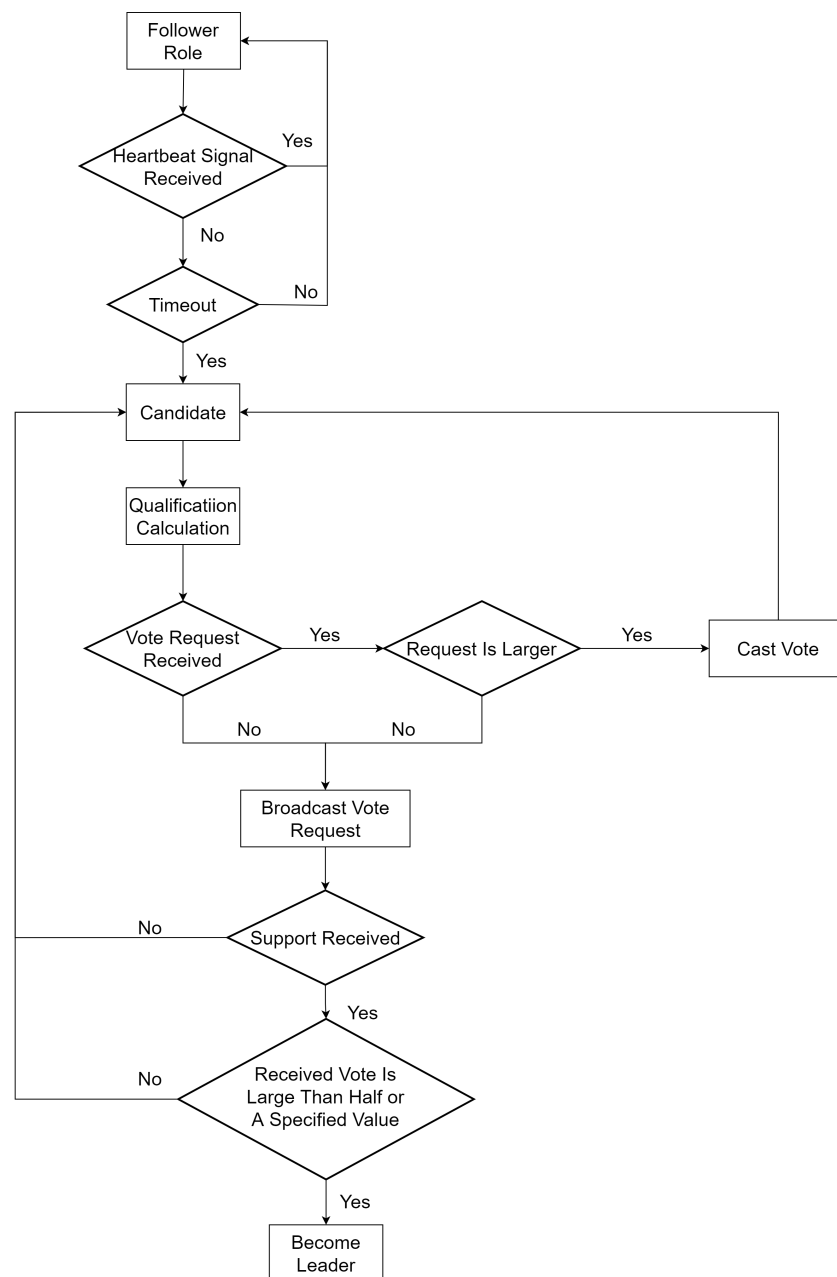 Follower
Role
Yes
Heartbeat Signal
Received
No
No
Timeout
Yes
Candidate
Qualificatiion
Calculation
Vote Request
Received
Yes
Request Is Larger
Yes
Cast Vote
No
No
Broadcast Vote
Request
No
Support Received
Yes
No
Received Vote Is
Large Than Half or
A Specified Value
Yes
Become
Leader